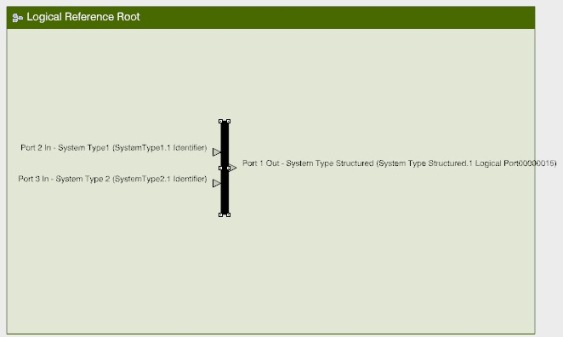 Logical Reference Root
Port 2 In - System Type1 (SystemType1.1 Identifier)
Port 1 Out - System Type Structured (System Type Structured.1 Logical Port00000015)
Port 3 In - System Type 2 (SystemType2.1 Identifier)